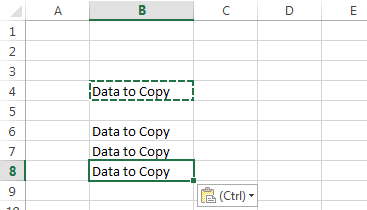 A B C D E
1
2
3
4 Data to Copy
5
6 Data to Copy
7 Data to Copy
8 Data to Copy
9 (Ctrl)
10